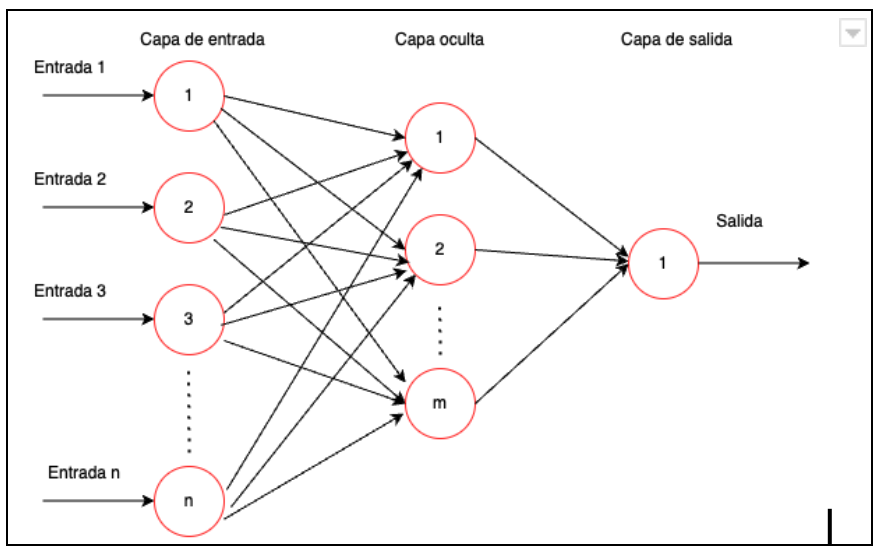 Capa de entrada
Capa oculta
Capa de salida
Entrada 1
1
1
Entrada 2
2
2
Salida
1
Entrada 3
3
m
Entrada n
n